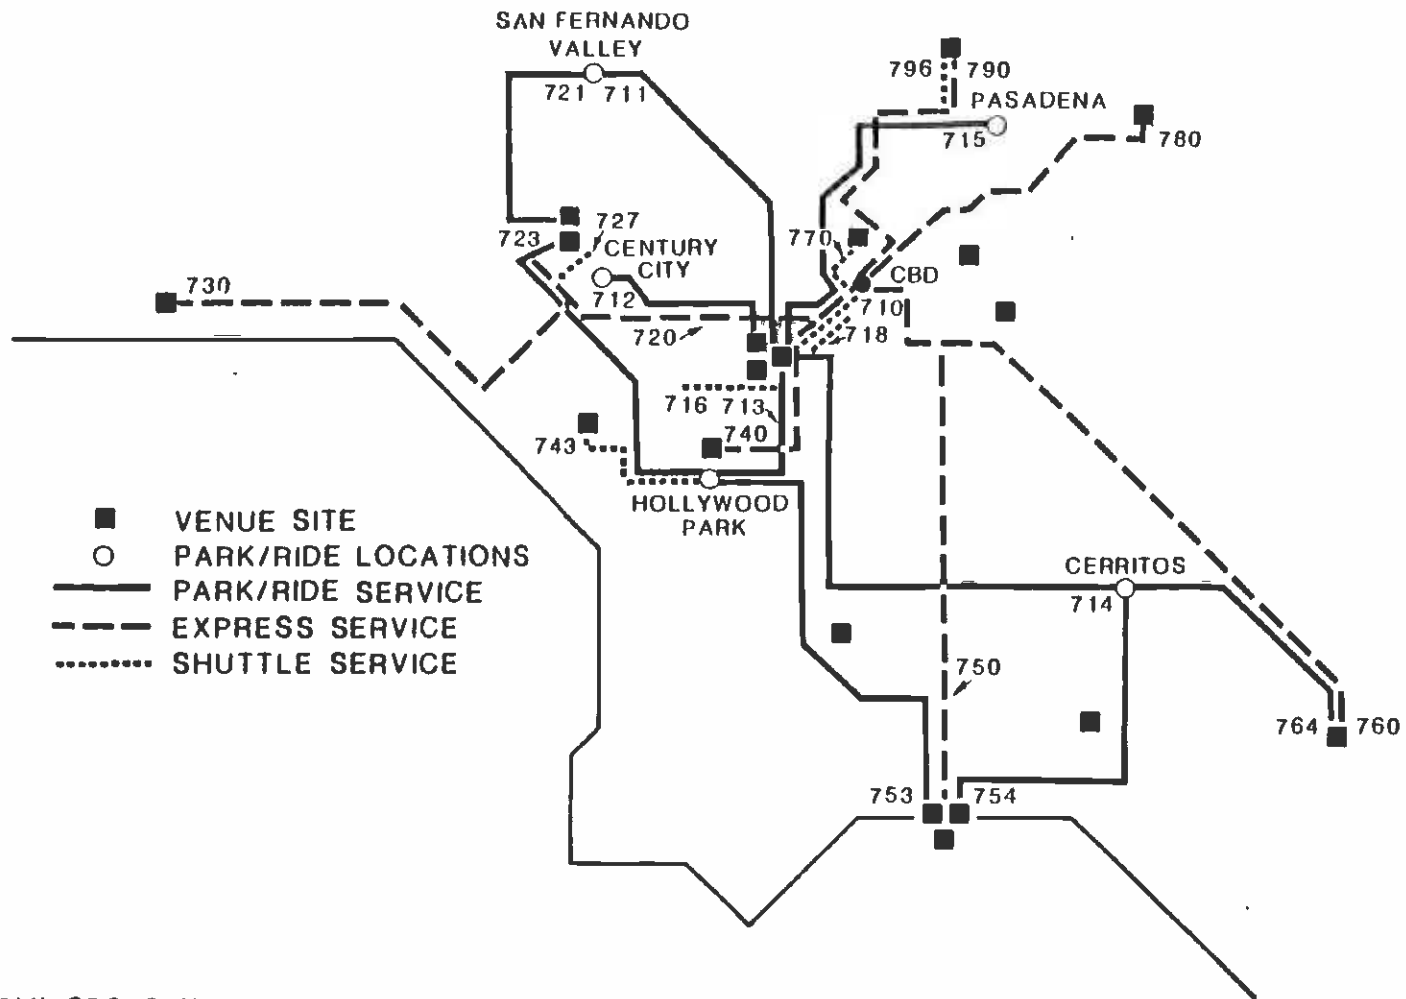 SAN FERNANDO
VALLEY
721 711
796 790
PASADENA
715
780
727
723
CENTURY
CITY
770
CBD
730
712
710
720
718
716 713
740
743
HOLLYWOOD
PARK
VENUE SITE
PARK/RIDE LOCATIONS
PARK/RIDE SERVICE
EXPRESS SERVICE
SHUTTLE SERVICE
CERRITOS
714
750
764 760
753 754